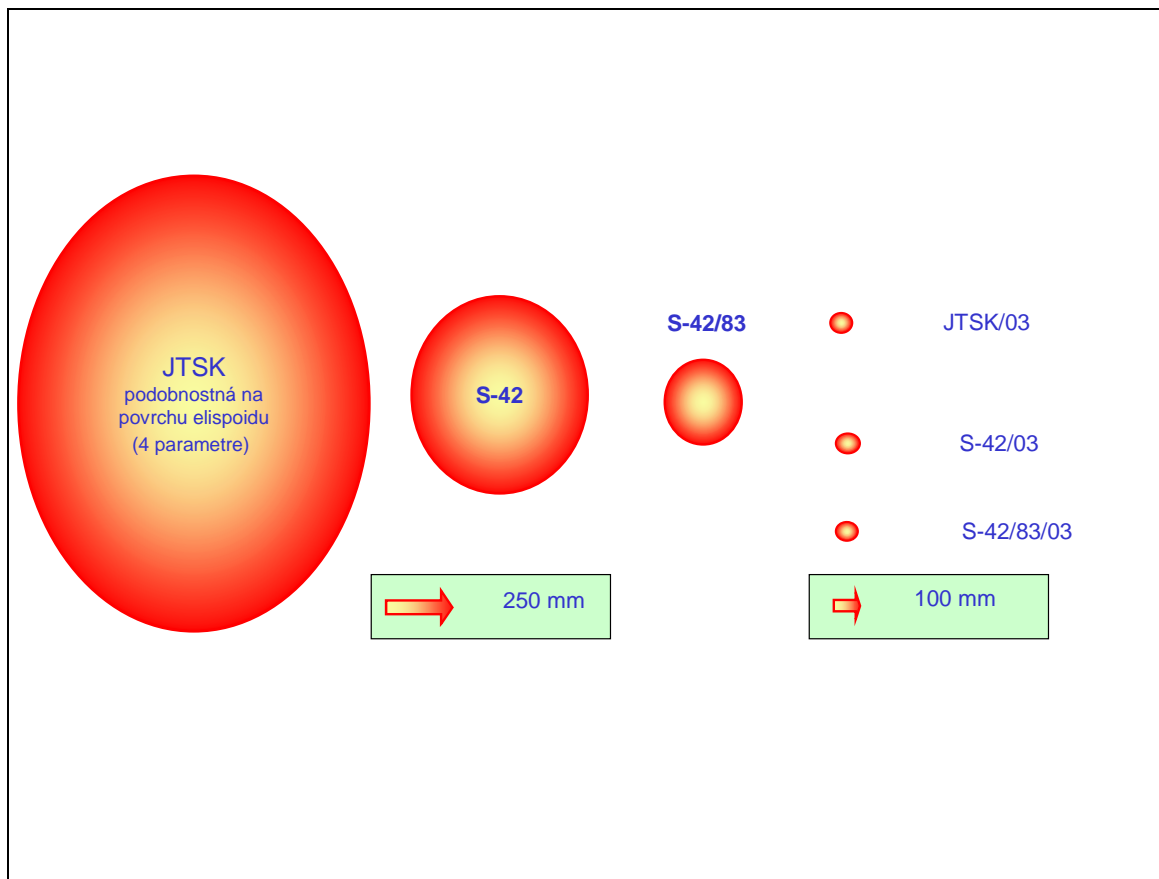 JTSK
podobnostná na
povrchu elispoidu
(4 parametre)
S-42
S-42/83
JTSK/03
S-42/03
S-42/83/03
250 mm
100 mm